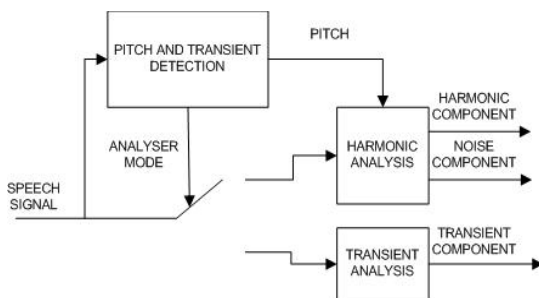 PITCH AND TRANSIENT
DETECTION
PITCH
HARMONIC
COMPONENT
ANALYSER
MODE
HARMONIC
ANALYSIS
NOISE
COMPONENT
SPEECH
SIGNAL
TRANSIENT
COMPONENT
TRANSIENT
ANALYSIS